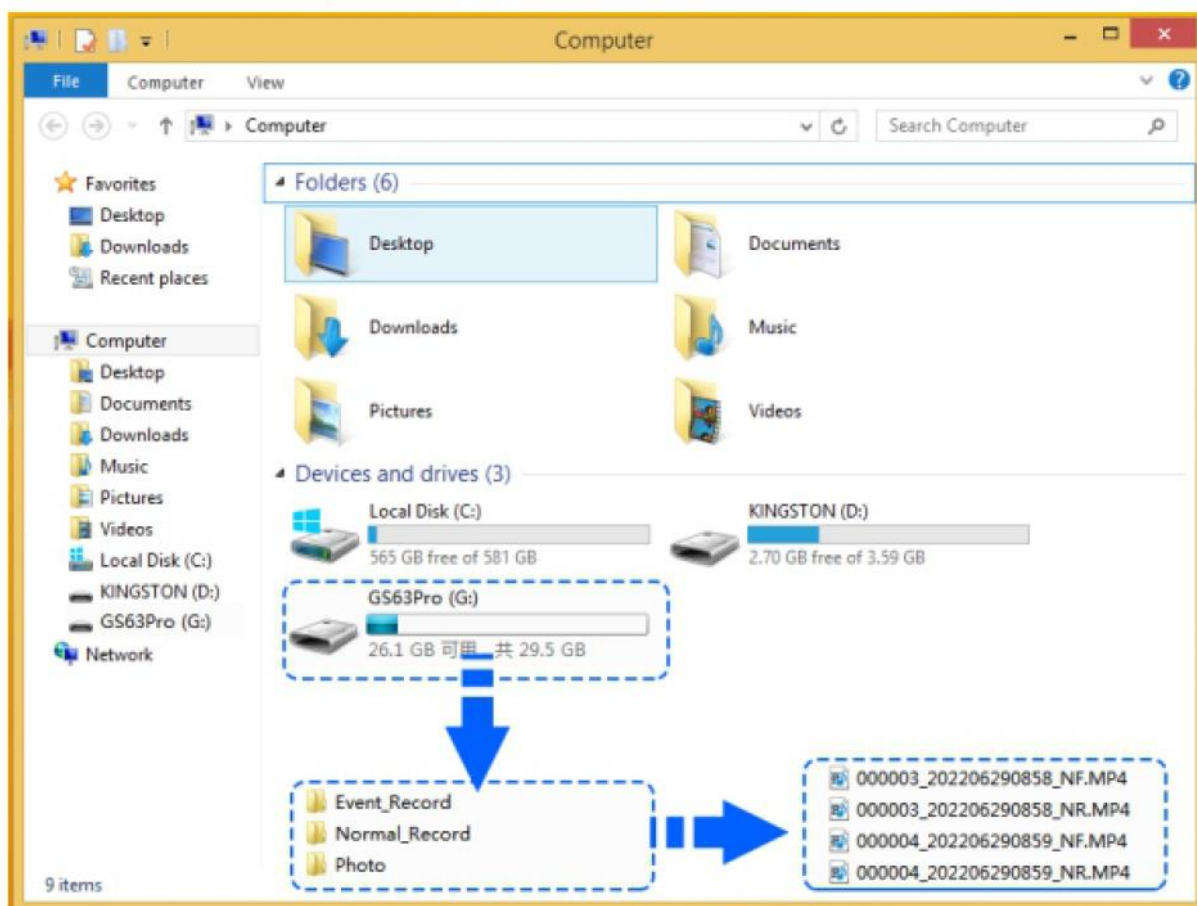 Computer
File Computer View
Computer
Search Computer
Favorites
Desktop
Downloads
Recent places
Computer
Desktop
Documents
Downloads
Music
Pictures
Videos
Local Disk (C:)
KINGSTON (D:)
GS63Pro (G:)
Network
Folders (6)
Desktop
Documents
Downloads
Music
Pictures
Videos
Devices and drives (3)
Local Disk (C:)
565 GB free of 581 GB
KINGSTON (D:)
2.70 GB free of 3.59 GB
GS63Pro (G:)
26.1 GB 可用 共 29.5 GB
Event_Record
Normal_Record
Photo
000003_202206290858_NF.MP4
000003_202206290858_NR.MP4
000004_202206290859_NF.MP4
000004_202206290859_NR.MP4
9 items